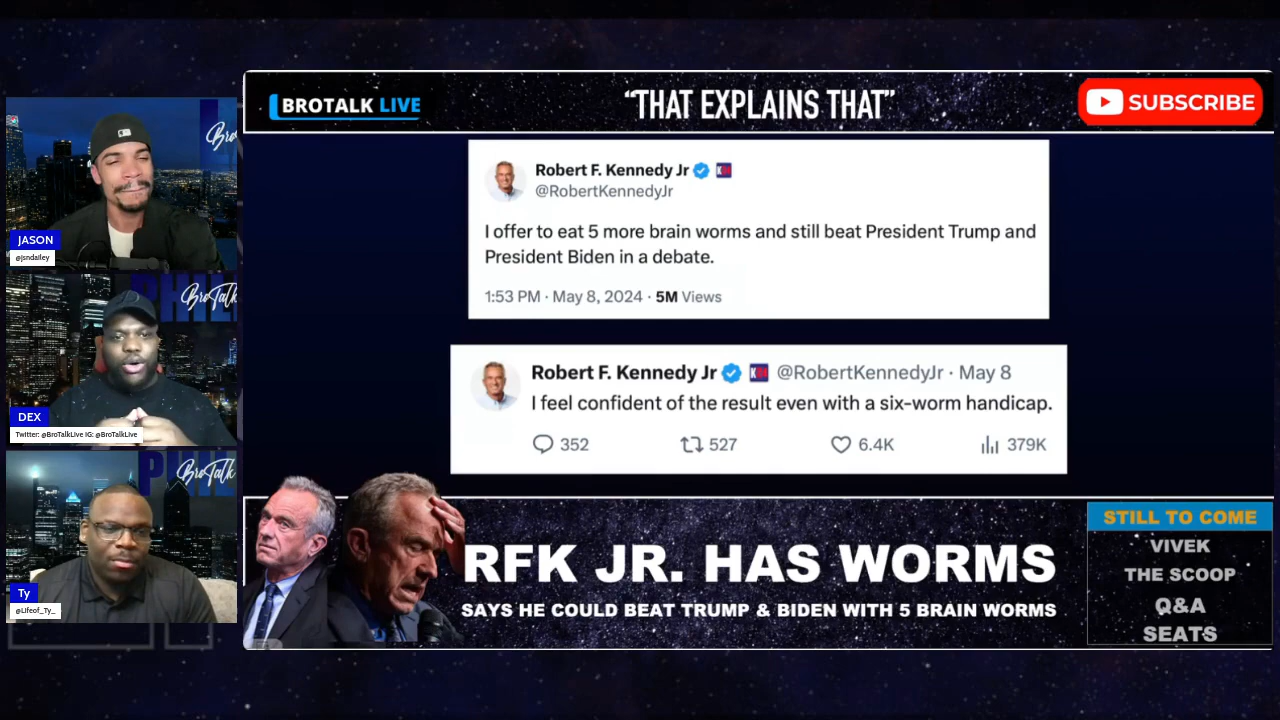 BROTALK LIVE
"THAT EXPLAINS THAT"
SUBSCRIBE
Robert F. Kennedy Jr
@RobertKennedyJr
I offer to eat 5 more brain worms and still beat President Trump and
President Biden in a debate.
1:53 PM · May 8, 2024 · 5M Views
Robert F. Kennedy Jr @RobertKennedyJr · May 8
I feel confident of the result even with a six-worm handicap.
352 527 6.4K 379K
RFK JR. HAS WORMS
SAYS HE COULD BEAT TRUMP & BIDEN WITH 5 BRAIN WORMS
STILL TO COME
VIVEK
THE SCOOP
Q&A
SEATS
JASON
@jsndailey
BroTalk
DEX
Twitter: @BroTalkLive IG: @BroTalkLive
PHIL
BroTalk
Ty
@Lifeof_Ty_